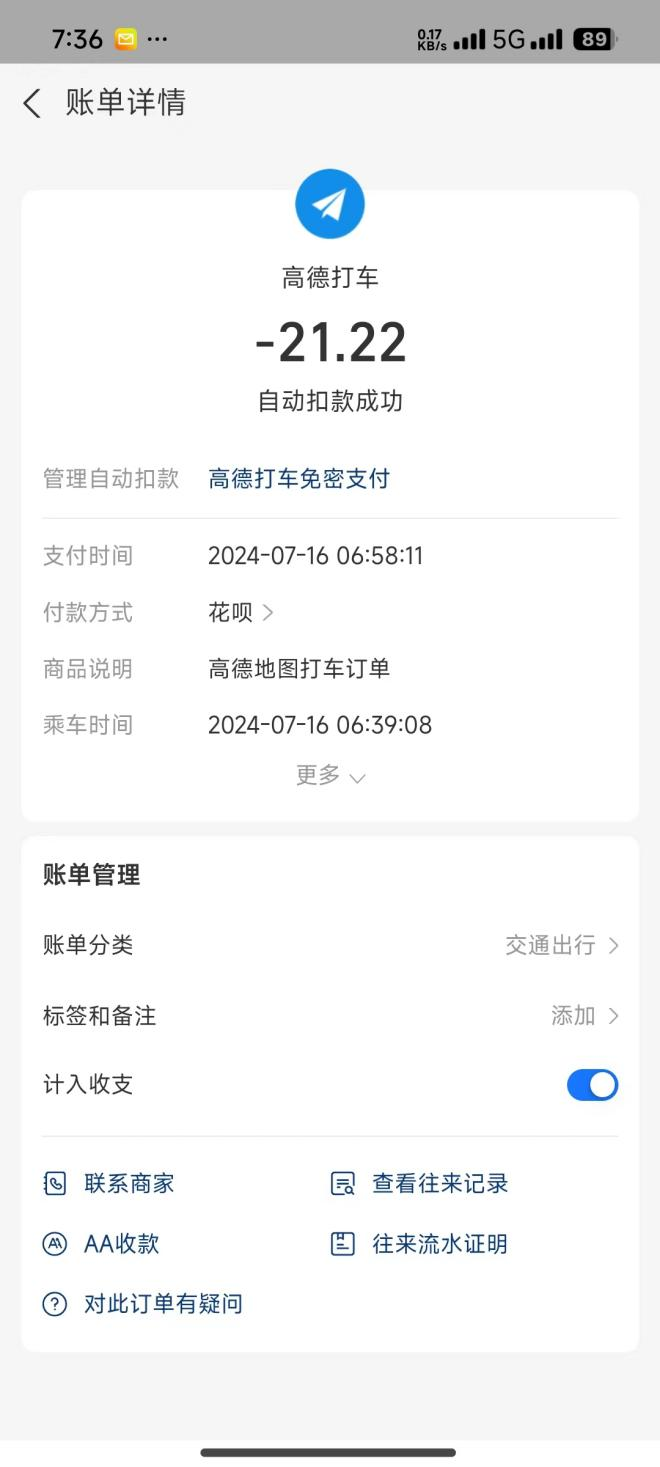 7:36 ··· 0.17 KB/s 5G 89
账单详情
高德打车
-21.22
自动扣款成功
管理自动扣款 高德打车免密支付
支付时间 2024-07-16 06:58:11
付款方式 花呗
商品说明 高德地图打车订单
乘车时间 2024-07-16 06:39:08
更多
账单管理
账单分类 交通出行
标签和备注 添加
计入收支
联系商家 查看往来记录
AA收款 往来流水证明
对此订单有疑问